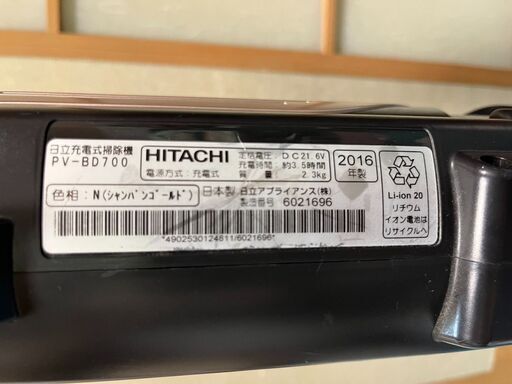 日立充電式掃除機
PV-BD700
HITACHI
電源方式：充電式
定格電圧：DC21.6V
充電時間：約3.5時間
質量：2.3kg
2016
年製
色相：N(シャンパンゴールド)
日本製 日立アプライアンス(株)
製造番号 6021696
*4902530124811/6021696*
Li-ion 20
リチウム
イオン電池は
リサイクルへ